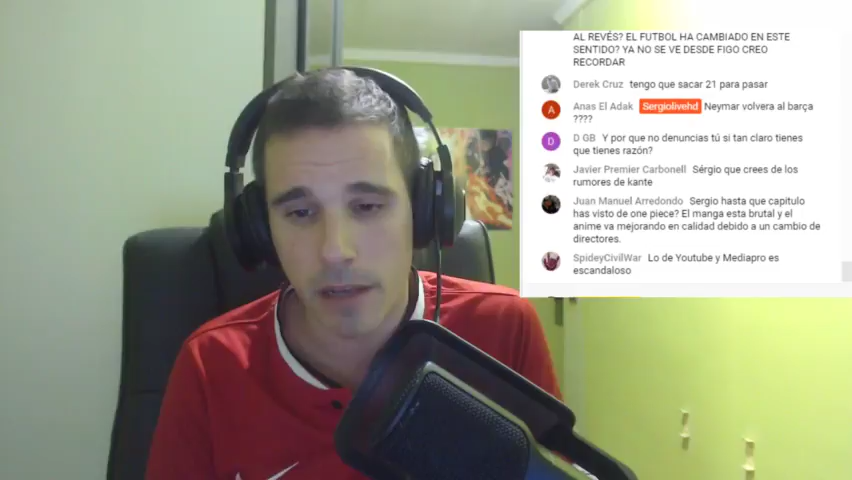 AL REVÉS? EL FUTBOL HA CAMBIADO EN ESTE
SENTIDO? YA NO SE VE DESDE FIGO CREO
RECORDAR
Derek Cruz tengo que sacar 21 para pasar
A Anas El Adak Sergiolivehd Neymar volvera al barça
????
D D GB Y por que no denuncias tú si tan claro tienes
que tienes razón?
Javier Premier Carbonell Sérgio que crees de los
rumores de kante
Juan Manuel Arredondo Sergio hasta que capitulo
has visto de one piece? El manga esta brutal y el
anime va mejorando en calidad debido a un cambio de
directores.
SpideyCivilWar Lo de Youtube y Mediapro es
escandaloso